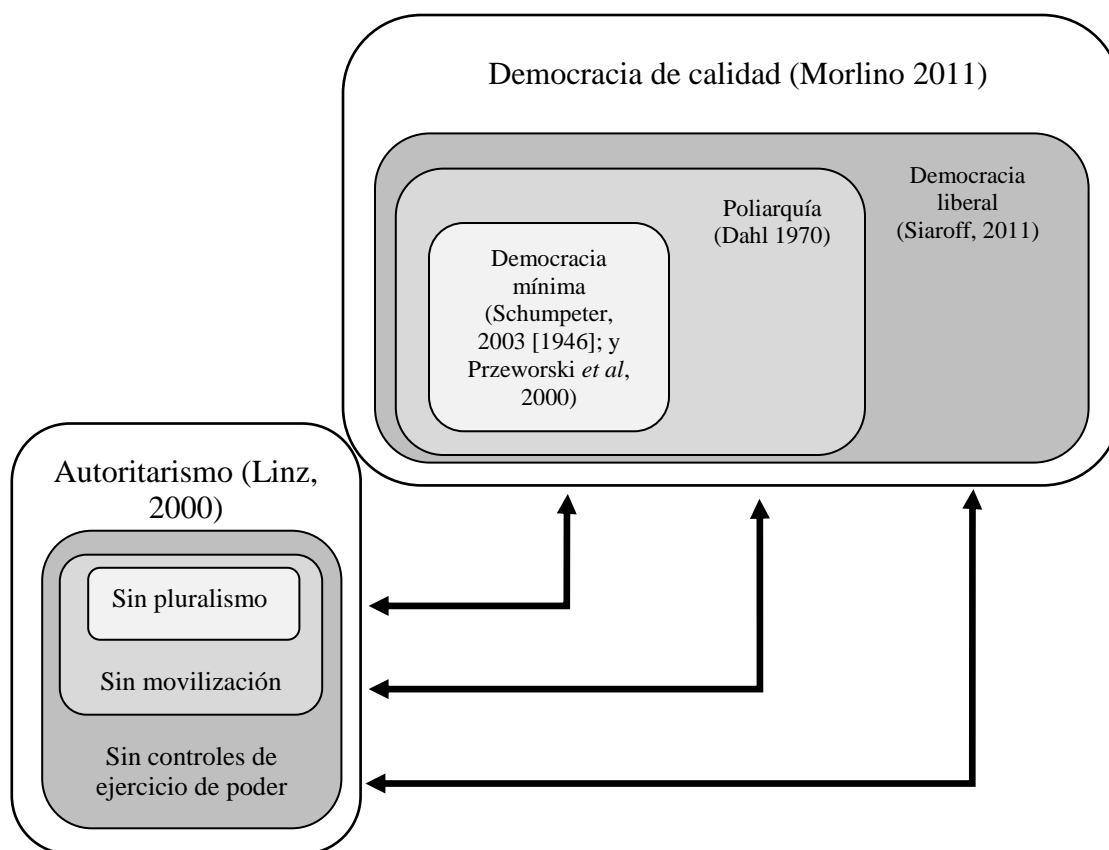 Democracia de calidad (Morlino 2011)
Democracia
liberal
(Siaroff, 2011)
Poliarquía
(Dahl 1970)
Democracia
mínima
(Schumpeter,
2003 [1946]; y
Przeworski et al,
2000)
Autoritarismo (Linz,
2000)
Sin pluralismo
Sin movilización
Sin controles de
ejercicio de poder